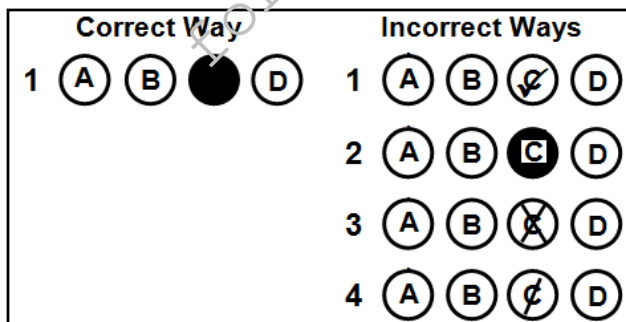 Correct Way Incorrect Ways
1 A B D 1 A B C D
2 A B C D
3 A B C D
4 A B C D